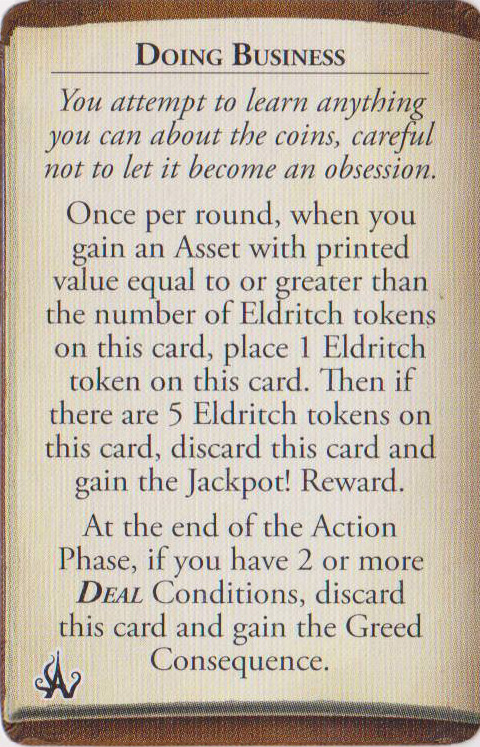 DOING BUSINESS
You attempt to learn anything
you can about the coins, careful
not to let it become an obsession.
Once per round, when you
gain an Asset with printed
value equal to or greater than
the number of Eldritch tokens
on this card, place 1 Eldritch
token on this card. Then if
there are 5 Eldritch tokens on
this card, discard this card and
gain the Jackpot! Reward.
At the end of the Action
Phase, if you have 2 or more
DEAL Conditions, discard
this card and gain the Greed
Consequence.